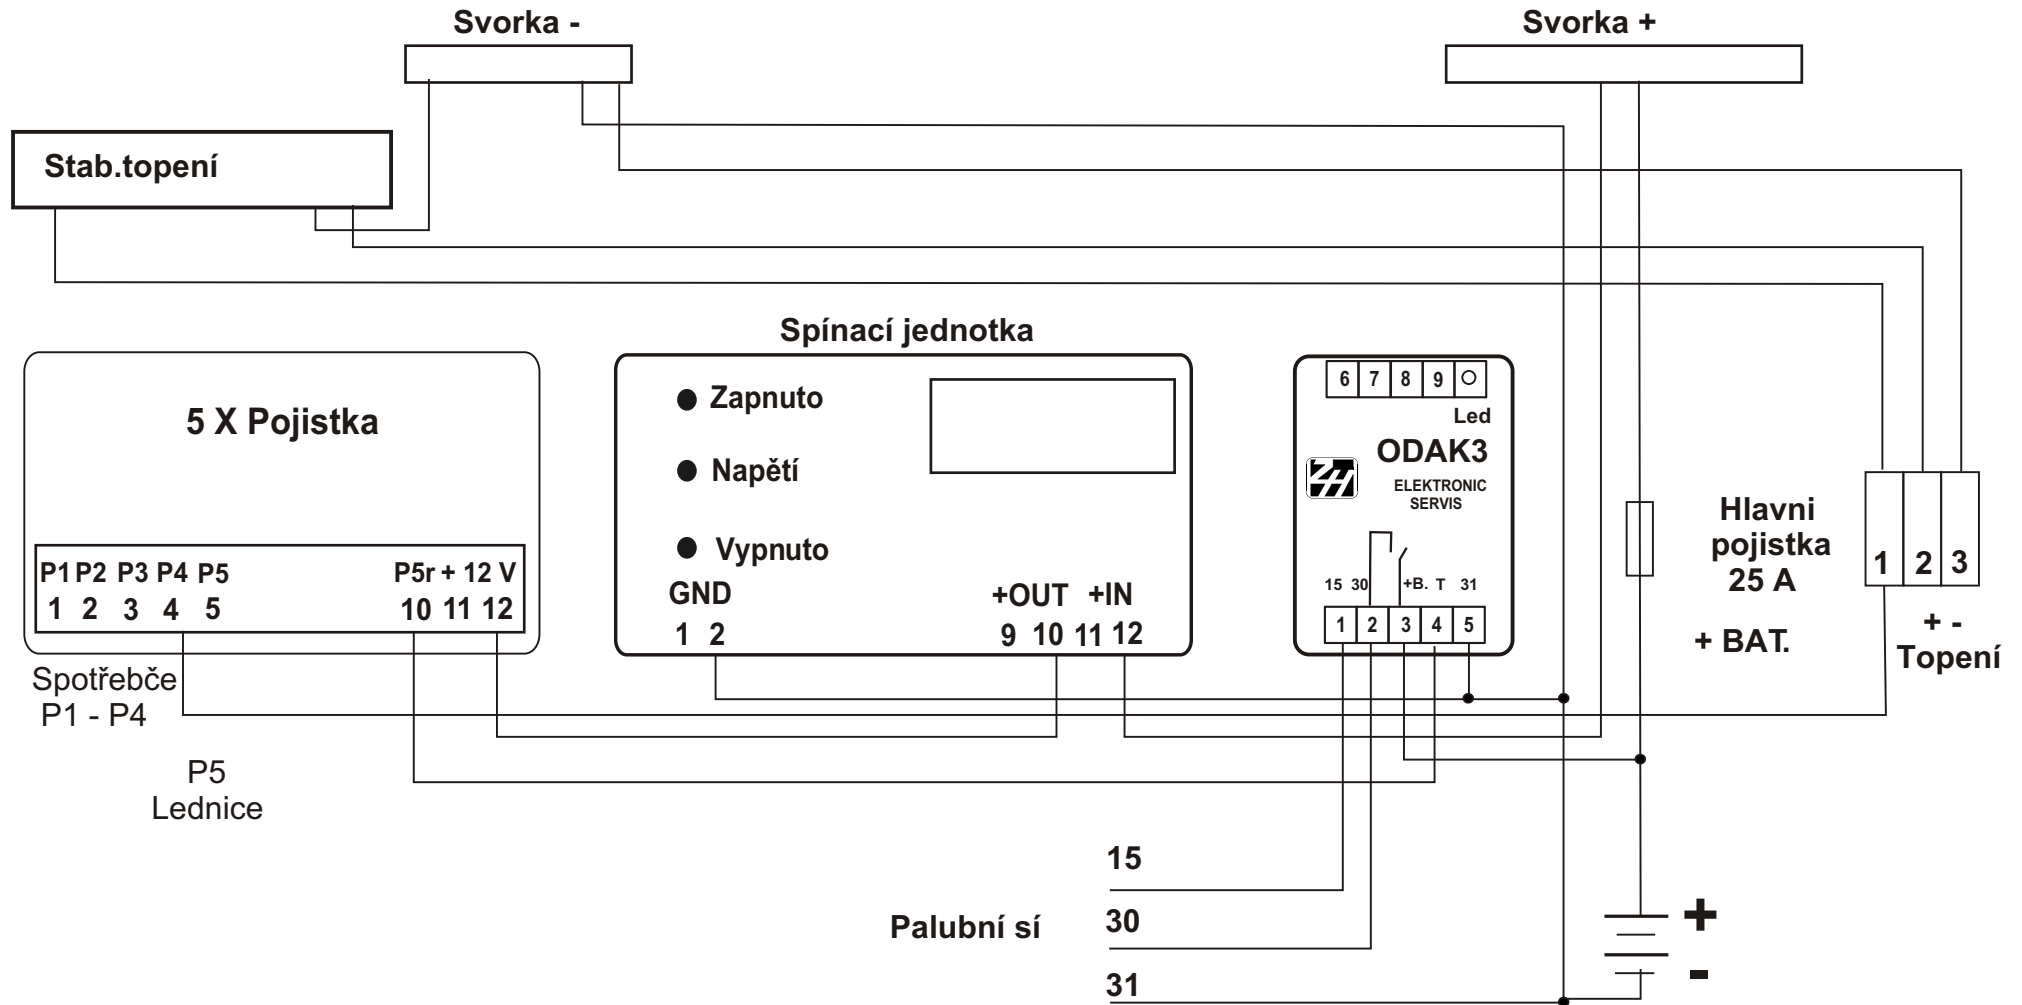 Svorka -
Svorka +
Stab.topení
Spínací jednotka
5 X Pojistka
P1 P2 P3 P4 P5
P5r + 12 V
1 2 3 4 5
10 11 12
Spotřebče
P1 - P4
P5
Lednice
Zapnuto
Napětí
Vypnuto
GND
+OUT +IN
1 2
9 10 11 12
6 7 8 9
Led
ODAK3
ELEKTRONIC
SERVIS
15 30 +B. T 31
1 2 3 4 5
Hlavni
pojistka
25 A
+ BAT.
1 2 3
+ -
Topení
15
Palubní sí
30
31
+
-